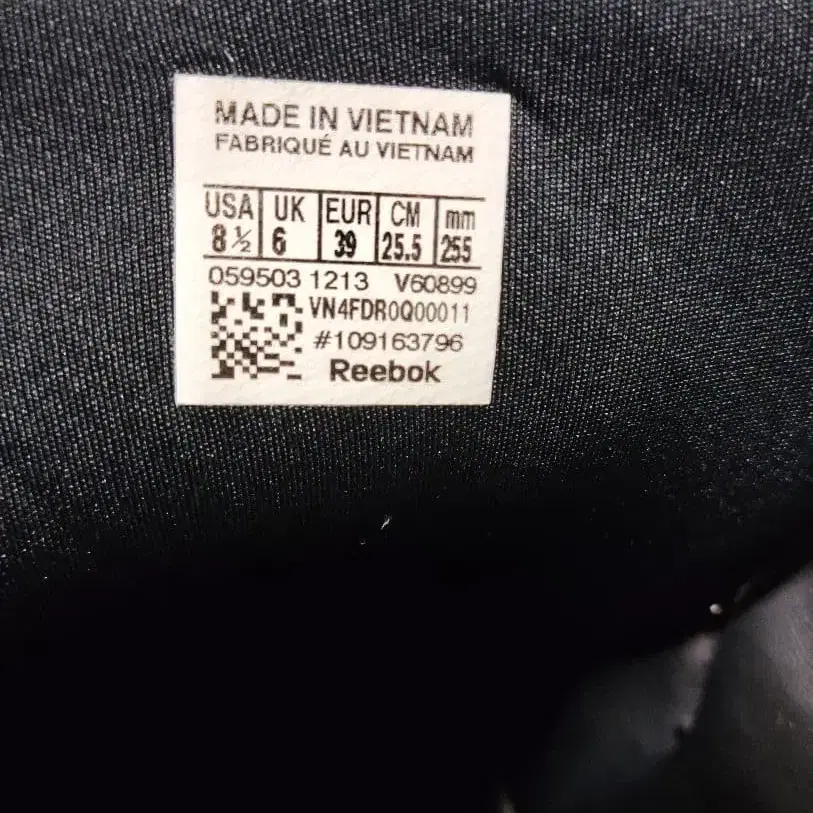 MADE IN VIETNAM
FABRIQUÉ AU VIETNAM
USA UK EUR CM mm
8½ 6 39 25.5 255
059503 1213 V60899
VN4FDR0Q00011
#109163796
Reebok